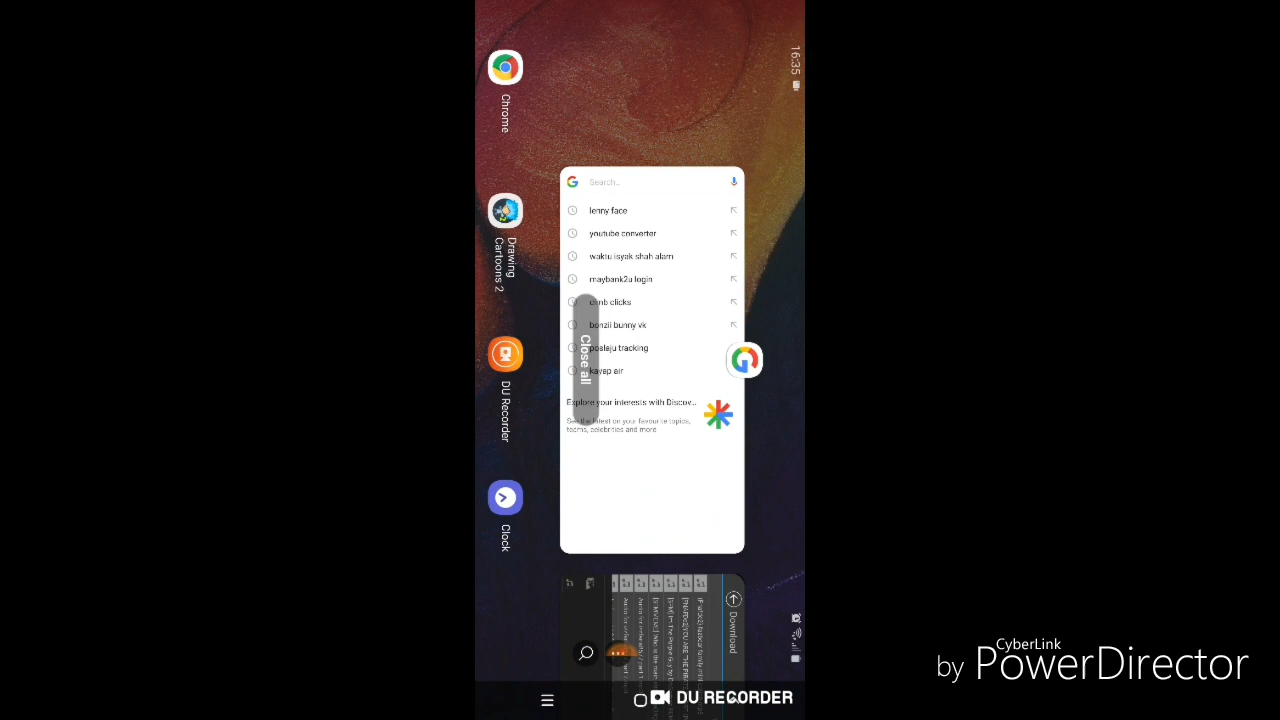 16:35
Chrome
Drawing
Cartoons 2
DU Recorder
Clock
Search...
lenny face
youtube converter
waktu isyak shah alam
maybank2u login
cimb clicks
bonzii bunny vk
poslaju tracking
kayap air
Explore your interests with Discov...
See the latest on your favourite topics,
teams, celebrities and more
Close all
Download
DU RECORDER
CyberLink
by PowerDirector